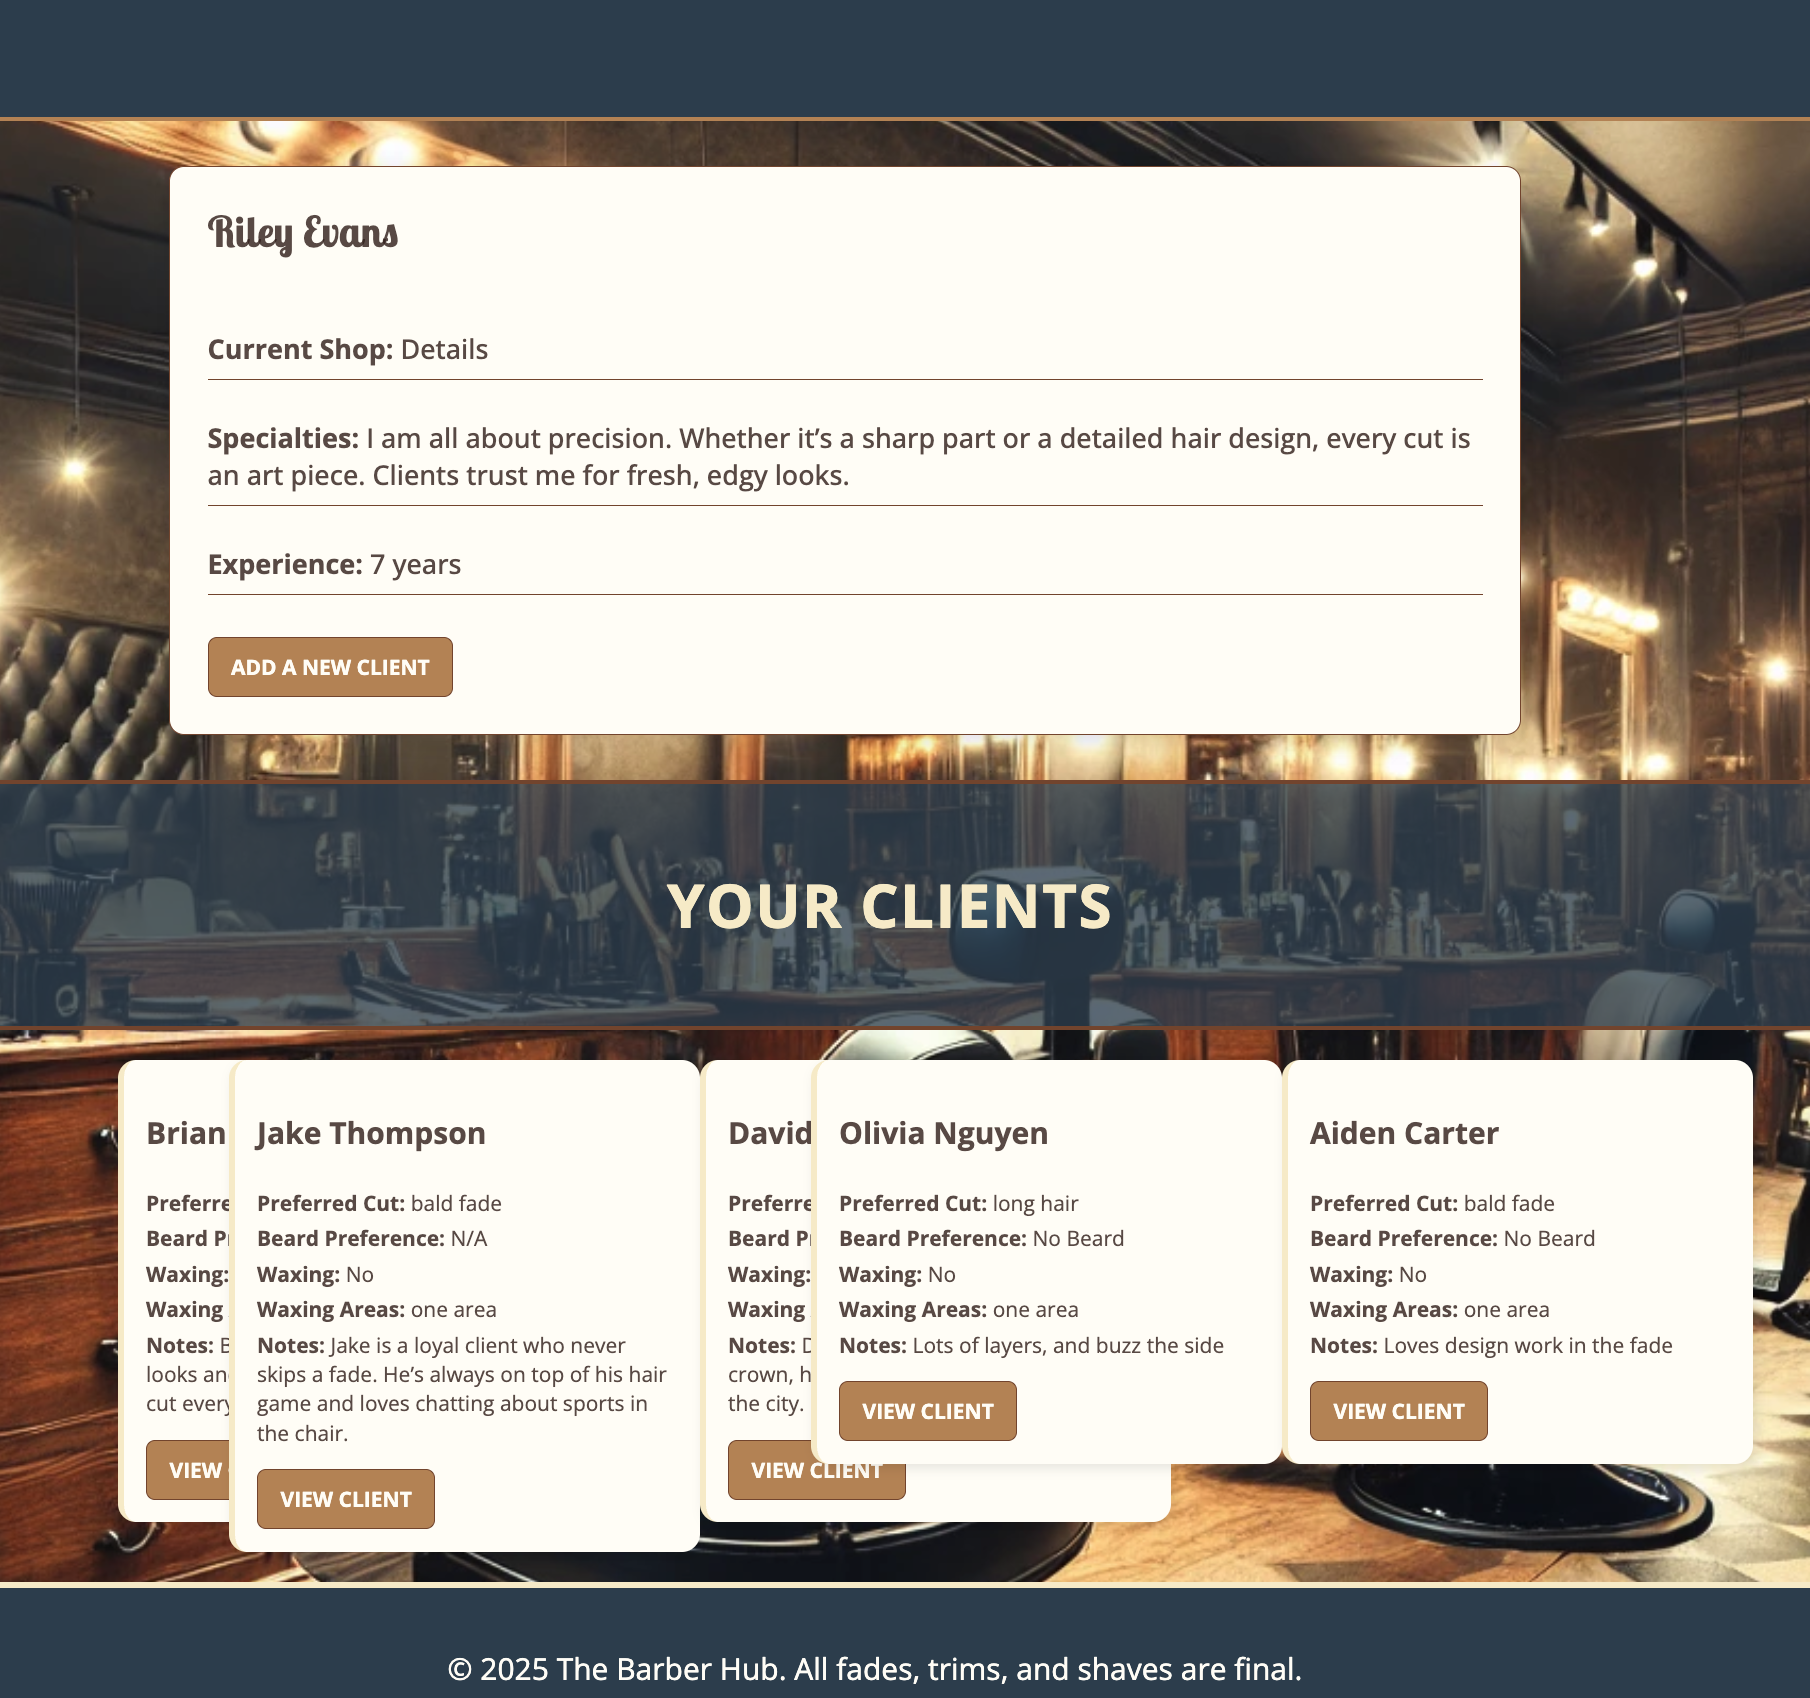 Riley Evans
Current Shop: Details
Specialties: I am all about precision. Whether it’s a sharp part or a detailed hair design, every cut is
an art piece. Clients trust me for fresh, edgy looks.
Experience: 7 years
ADD A NEW CLIENT
YOUR CLIENTS
Brian
Preferre
Beard P
Waxing:
Waxing
Notes:
looks an
cut every
VIEW
Jake Thompson
Preferred Cut: bald fade
Beard Preference: N/A
Waxing: No
Waxing Areas: one area
Notes: Jake is a loyal client who never
skips a fade. He’s always on top of his hair
game and loves chatting about sports in
the chair.
VIEW CLIENT
David
Preferre
Beard P
Waxing:
Waxing
Notes:
crown, h
the city.
VIEW CLIENT
Olivia Nguyen
Preferred Cut: long hair
Beard Preference: No Beard
Waxing: No
Waxing Areas: one area
Notes: Lots of layers, and buzz the side
VIEW CLIENT
Aiden Carter
Preferred Cut: bald fade
Beard Preference: No Beard
Waxing: No
Waxing Areas: one area
Notes: Loves design work in the fade
VIEW CLIENT
© 2025 The Barber Hub. All fades, trims, and shaves are final.